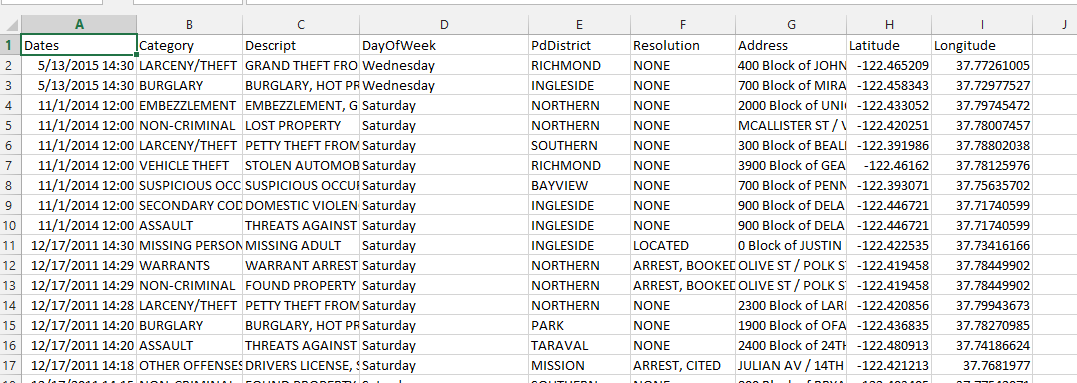 A B C D E F G H I J
1 Dates Category Descript DayOfWeek PdDistrict Resolution Address Latitude Longitude
2 5/13/2015 14:30 LARCENY/THEFT GRAND THEFT FRO Wednesday RICHMOND NONE 400 Block of JOHN -122.465209 37.77261005
3 5/13/2015 14:30 BURGLARY BURGLARY, HOT PR Wednesday INGLESIDE NONE 700 Block of MIRA -122.458343 37.72977527
4 11/1/2014 12:00 EMBEZZLEMENT EMBEZZLEMENT, G Saturday NORTHERN NONE 2000 Block of UNI -122.433052 37.79745472
5 11/1/2014 12:00 NON-CRIMINAL LOST PROPERTY Saturday NORTHERN NONE MCALLISTER ST / -122.420251 37.78007457
6 11/1/2014 12:00 LARCENY/THEFT PETTY THEFT FROM Saturday SOUTHERN NONE 300 Block of BEAL -122.391986 37.78802038
7 11/1/2014 12:00 VEHICLE THEFT STOLEN AUTOMOB Saturday RICHMOND NONE 3900 Block of GEA -122.46162 37.78125976
8 11/1/2014 12:00 SUSPICIOUS OCC SUSPICIOUS OCCU Saturday BAYVIEW NONE 700 Block of PENN -122.393071 37.75635702
9 11/1/2014 12:00 SECONDARY COD DOMESTIC VIOLEN Saturday INGLESIDE NONE 900 Block of DELA -122.446721 37.71740599
10 11/1/2014 12:00 ASSAULT THREATS AGAINST Saturday INGLESIDE NONE 900 Block of DELA -122.446721 37.71740599
11 12/17/2011 14:30 MISSING PERSON MISSING ADULT Saturday INGLESIDE LOCATED 0 Block of JUSTIN -122.422535 37.73416166
12 12/17/2011 14:29 WARRANTS WARRANT ARREST Saturday NORTHERN ARREST, BOOKED OLIVE ST / POLK S -122.419458 37.78449902
13 12/17/2011 14:29 NON-CRIMINAL FOUND PROPERTY Saturday NORTHERN ARREST, BOOKED OLIVE ST / POLK S -122.419458 37.78449902
14 12/17/2011 14:28 LARCENY/THEFT PETTY THEFT FROM Saturday NORTHERN NONE 2300 Block of LAR -122.420856 37.79943673
15 12/17/2011 14:20 BURGLARY BURGLARY, HOT PR Saturday PARK NONE 1900 Block of OFA -122.436835 37.78270985
16 12/17/2011 14:20 ASSAULT THREATS AGAINST Saturday TARAVAL NONE 2400 Block of 24TH -122.480913 37.74186624
17 12/17/2011 14:18 OTHER OFFENSES DRIVERS LICENSE, Saturday MISSION ARREST, CITED JULIAN AV / 14TH -122.421213 37.7681977